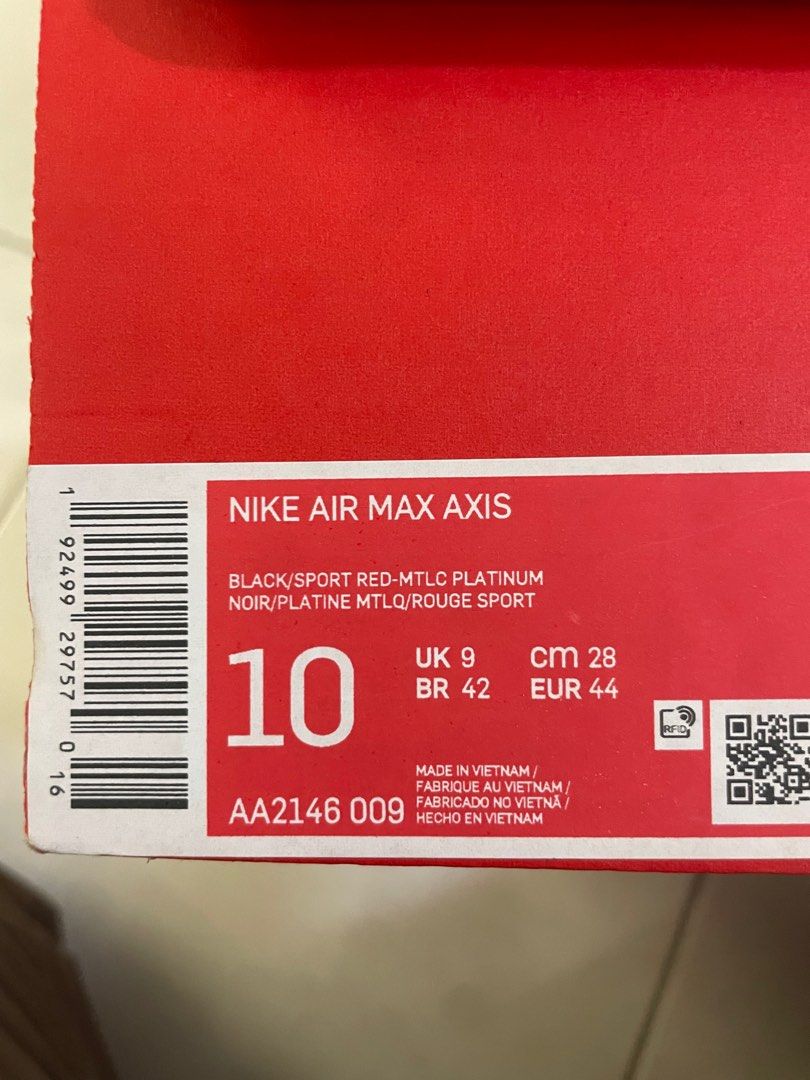 NIKE AIR MAX AXIS
BLACK/SPORT RED-MTLC PLATINUM
NOIR/PLATINE MTLQ/ROUGE SPORT
10
UK 9
cm 28
BR 42
EUR 44
RFID
AA2146 009
MADE IN VIETNAM /
FABRIQUE AU VIETNAM /
FABRICADO NO VIETNÃ /
HECHO EN VIETNAM
1 92499 29757 0 16